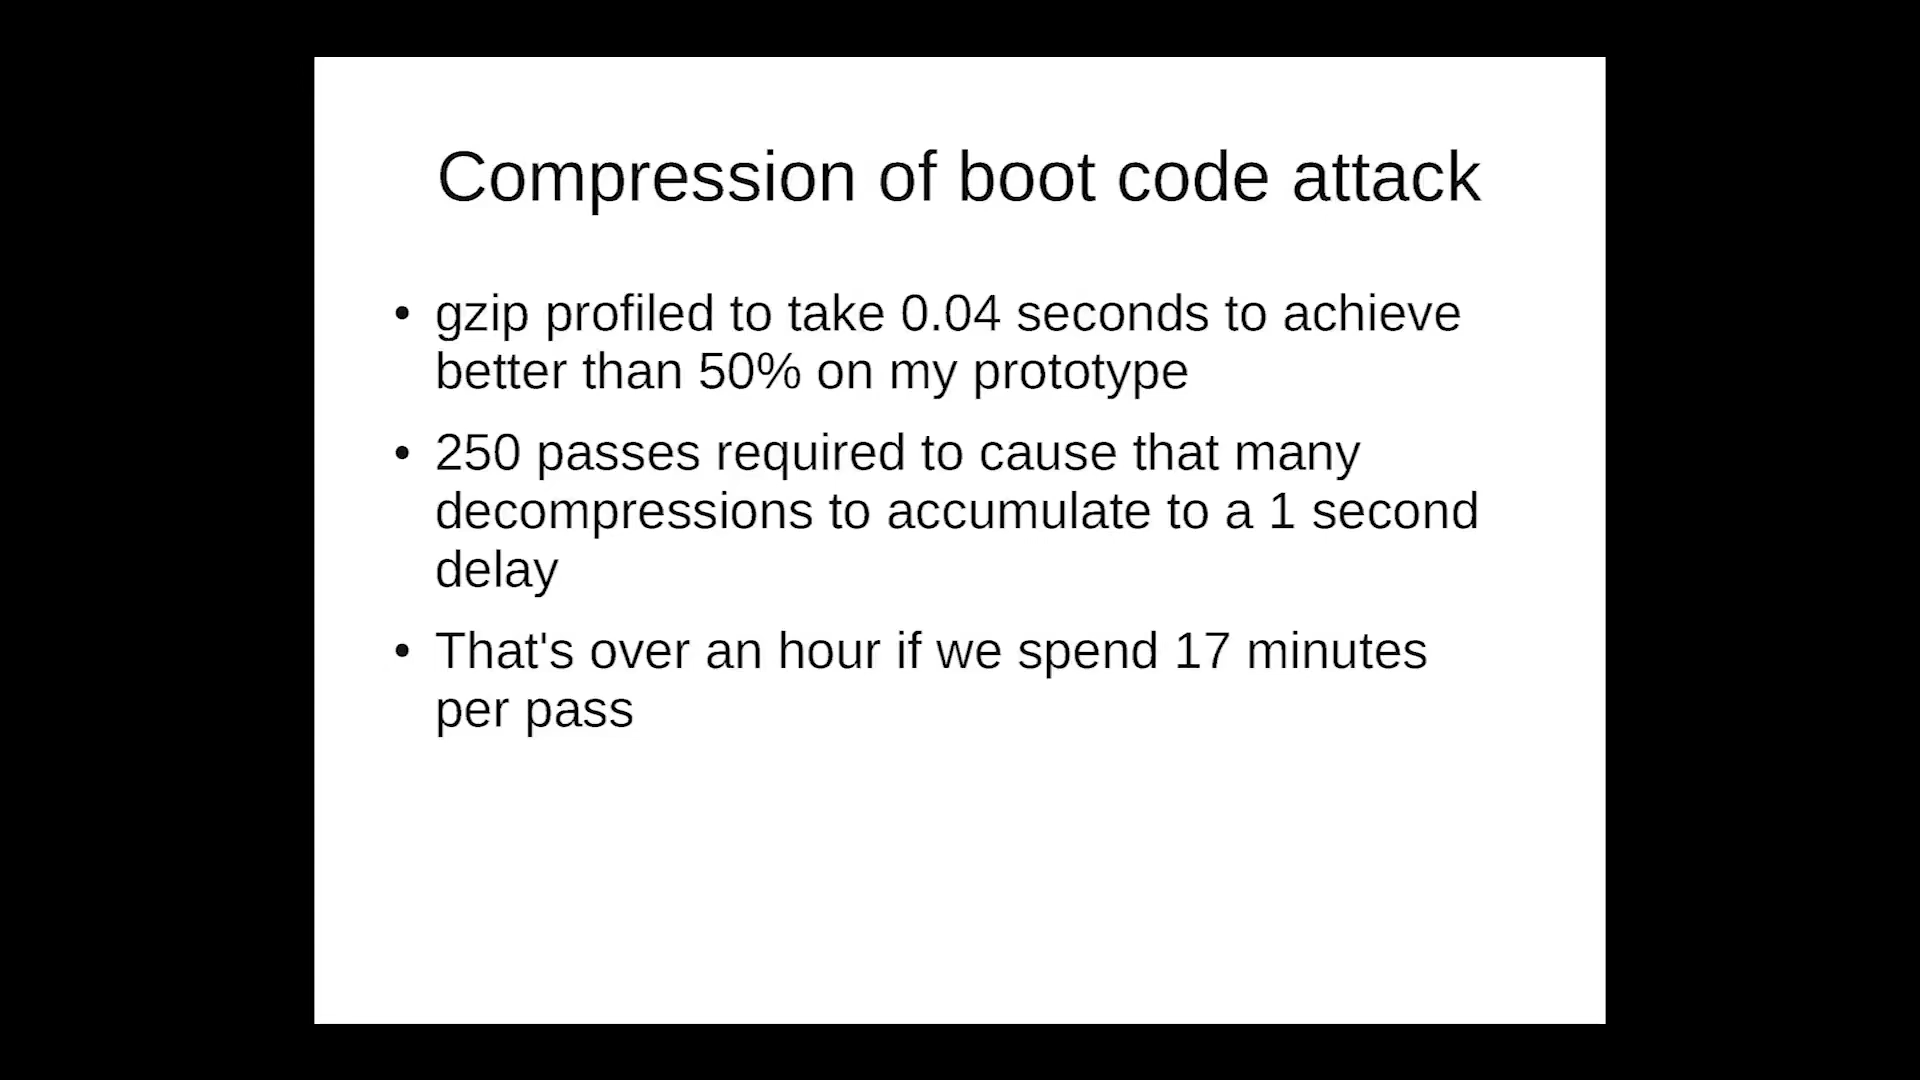 Compression of boot code attack
• gzip profiled to take 0.04 seconds to achieve
better than 50% on my prototype
• 250 passes required to cause that many
decompressions to accumulate to a 1 second
delay
• That's over an hour if we spend 17 minutes
per pass